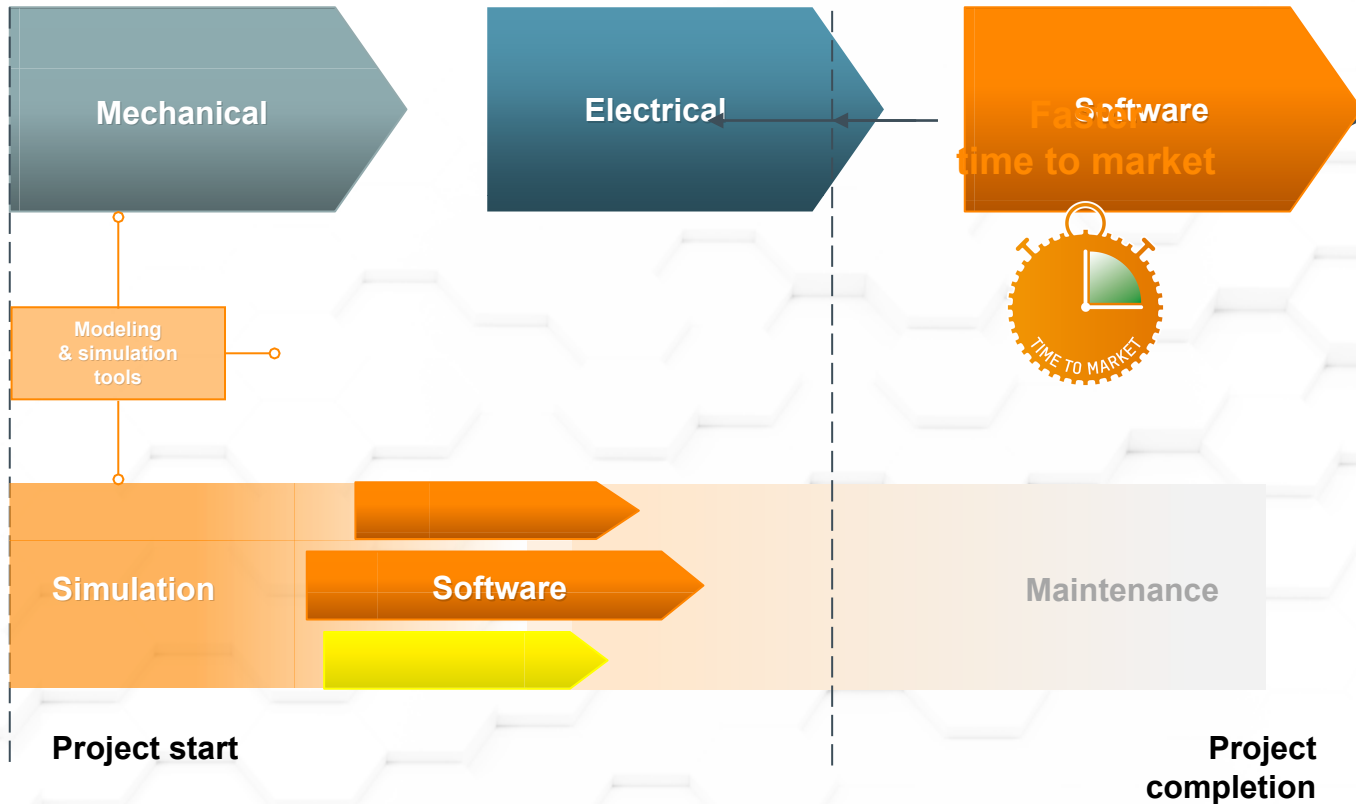 Mechanical
Electrical
Software
Faster
time to market
Modeling
& simulation
tools
TIME TO MARKET
Simulation
Software
Maintenance
Project start
Project
completion